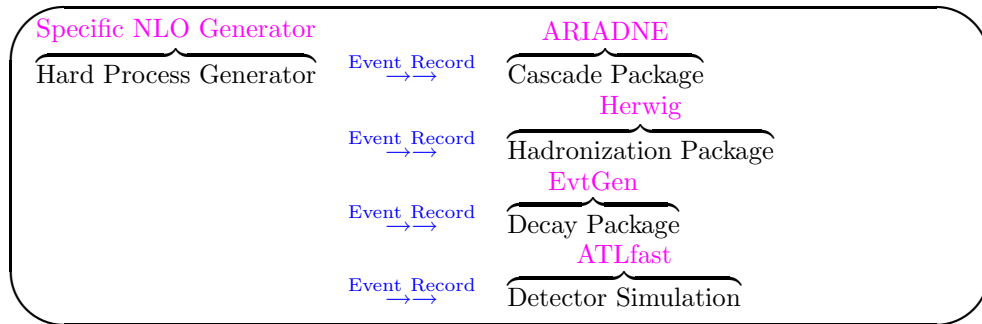 Specific NLO Generator
Hard Process Generator
Event Record
→→
ARIADNE
Cascade Package
Event Record
→→
Herwig
Hadronization Package
Event Record
→→
EvtGen
Decay Package
Event Record
→→
ATLfast
Detector Simulation